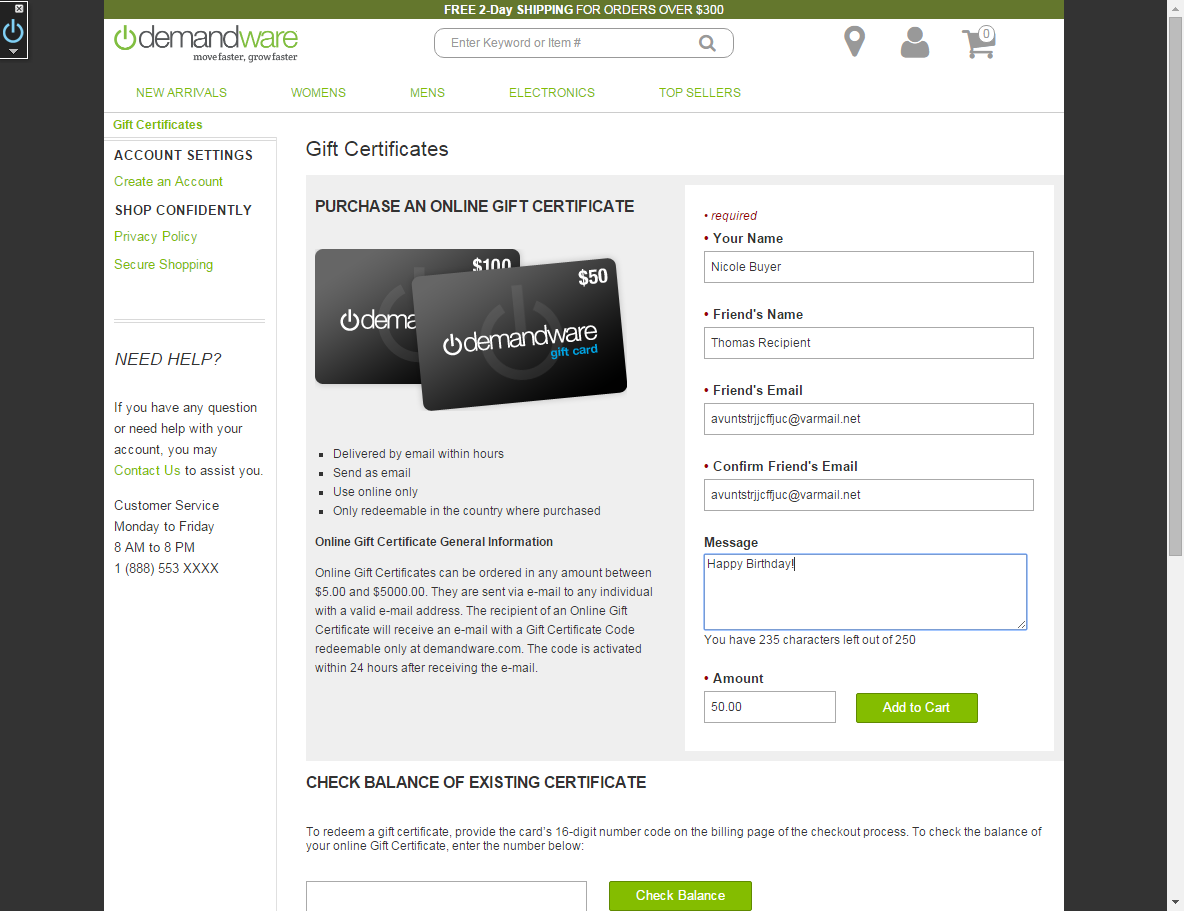 FREE 2-Day SHIPPING FOR ORDERS OVER $300
demandware
move faster, grow faster
Enter Keyword or Item #
0
NEW ARRIVALS WOMENS MENS ELECTRONICS TOP SELLERS
Gift Certificates
ACCOUNT SETTINGS
Create an Account
SHOP CONFIDENTLY
Privacy Policy
Secure Shopping
NEED HELP?
If you have any question
or need help with your
account, you may
Contact Us to assist you.
Customer Service
Monday to Friday
8 AM to 8 PM
1 (888) 553 XXXX
Gift Certificates
PURCHASE AN ONLINE GIFT CERTIFICATE
$100
dema
$50
demandware
gift card
Delivered by email within hours
Send as email
Use online only
Only redeemable in the country where purchased
Online Gift Certificate General Information
Online Gift Certificates can be ordered in any amount between
$5.00 and $5000.00. They are sent via e-mail to any individual
with a valid e-mail address. The recipient of an Online Gift
Certificate will receive an e-mail with a Gift Certificate Code
redeemable only at demandware.com. The code is activated
within 24 hours after receiving the e-mail.
• required
• Your Name
Nicole Buyer
• Friend's Name
Thomas Recipient
• Friend's Email
avuntstrjjcffjuc@varmail.net
• Confirm Friend's Email
avuntstrjjcffjuc@varmail.net
Message
Happy Birthday!
You have 235 characters left out of 250
• Amount
50.00
Add to Cart
CHECK BALANCE OF EXISTING CERTIFICATE
To redeem a gift certificate, provide the card's 16-digit number code on the billing page of the checkout process. To check the balance of
your online Gift Certificate, enter the number below:
Check Balance